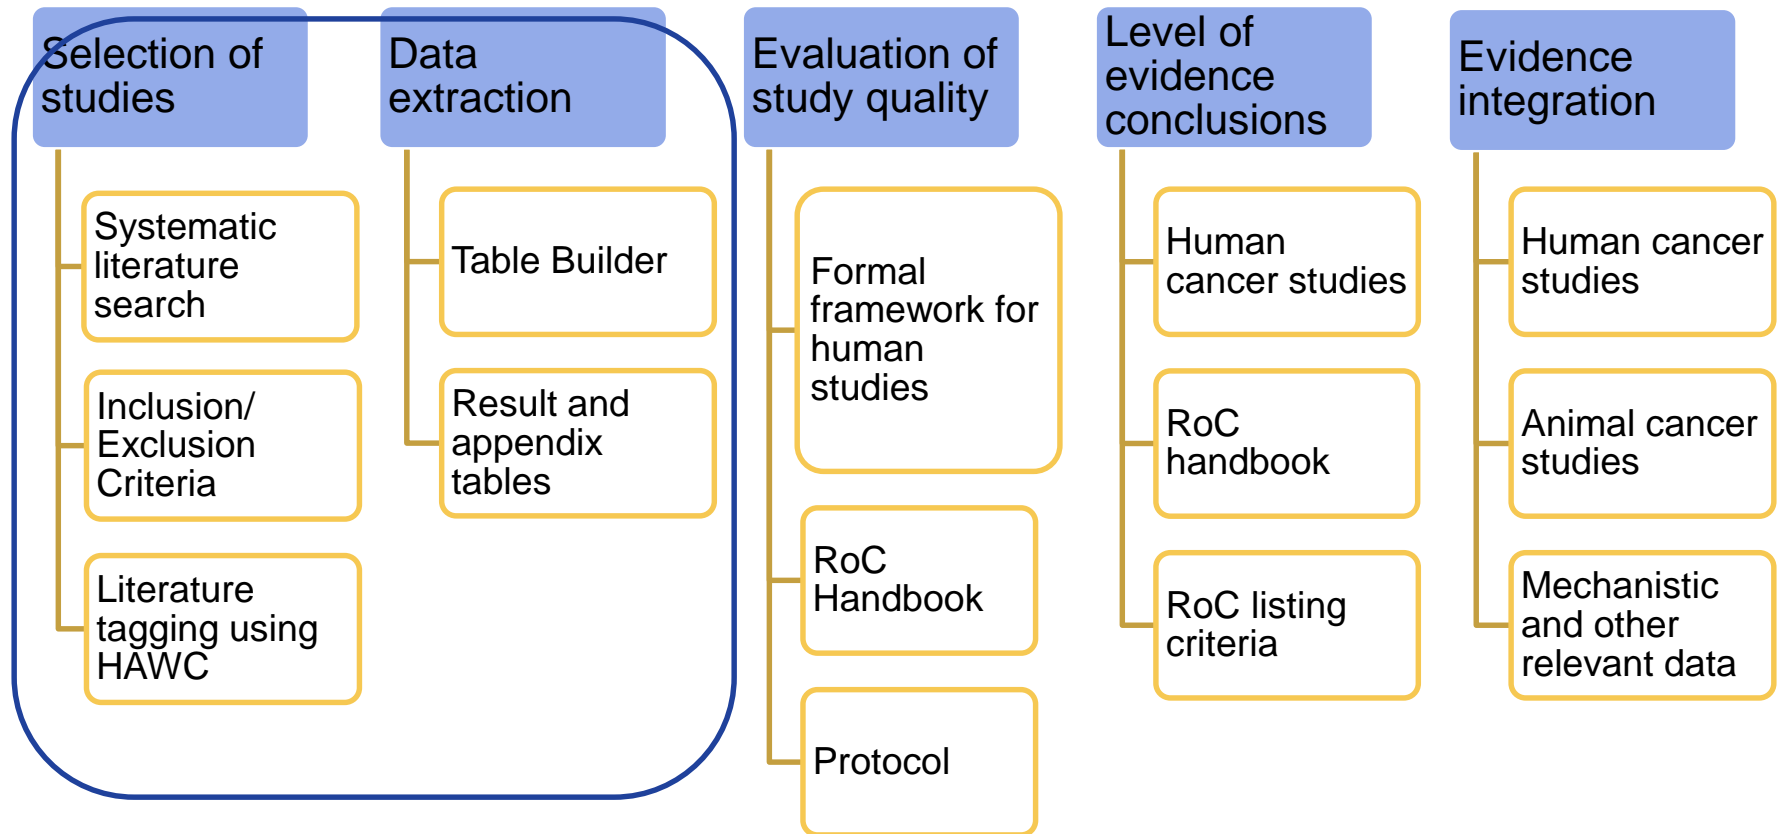 Selection of
studies
Systematic
literature
search
Inclusion/
Exclusion
Criteria
Literature
tagging using
HAWC
Data
extraction
Table Builder
Result and
appendix
tables
Evaluation of
study quality
Formal
framework for
human
studies
RoC
Handbook
Protocol
Level of
evidence
conclusions
Human
cancer studies
RoC
handbook
RoC listing
criteria
Evidence
integration
Human cancer
studies
Animal cancer
studies
Mechanistic
and other
relevant data